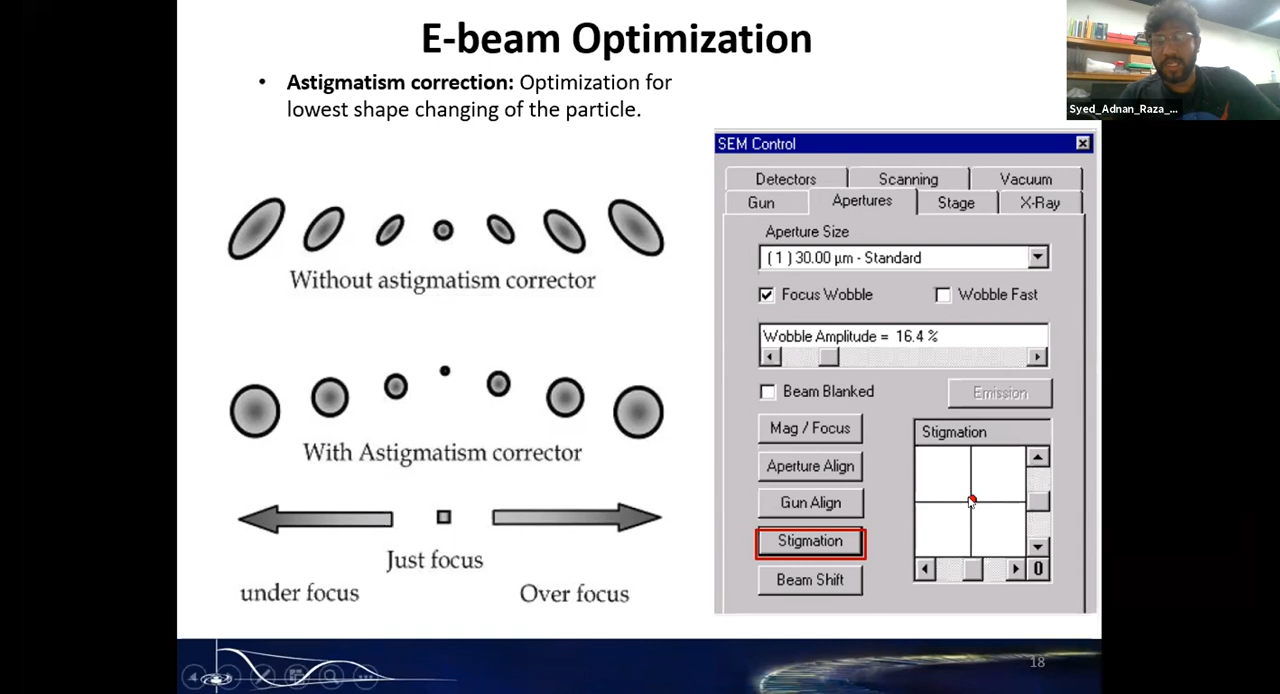 E-beam Optimization
• Astigmatism correction: Optimization for
lowest shape changing of the particle.
Without astigmatism corrector
With Astigmatism corrector
Just focus
under focus
Over focus
SEM Control
Detectors
Scanning
Vacuum
Gun
Apertures
Stage
X-Ray
Aperture Size
( 1 ) 30.00 µm - Standard
Focus Wobble
Wobble Fast
Wobble Amplitude = 16.4 %
Beam Blanked
Emission
Mag / Focus
Aperture Align
Gun Align
Stigmation
Beam Shift
Stigmation
0
18
Syed_Adnan_Raza_...